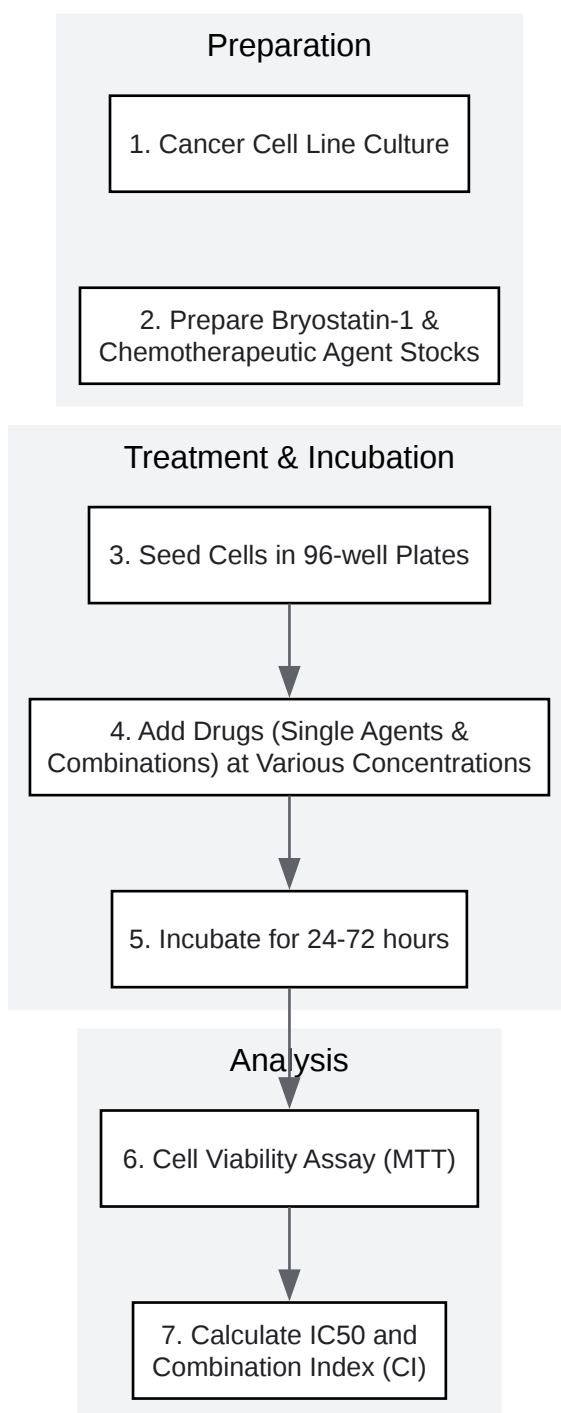 Preparation
1. Cancer Cell Line Culture
2. Prepare Bryostatin-1 &
Chemotherapeutic Agent Stocks
Treatment & Incubation
3. Seed Cells in 96-well Plates
4. Add Drugs (Single Agents &
Combinations) at Various Concentrations
5. Incubate for 24-72 hours
Analysis
6. Cell Viability Assay (MTT)
7. Calculate IC50 and
Combination Index (CI)